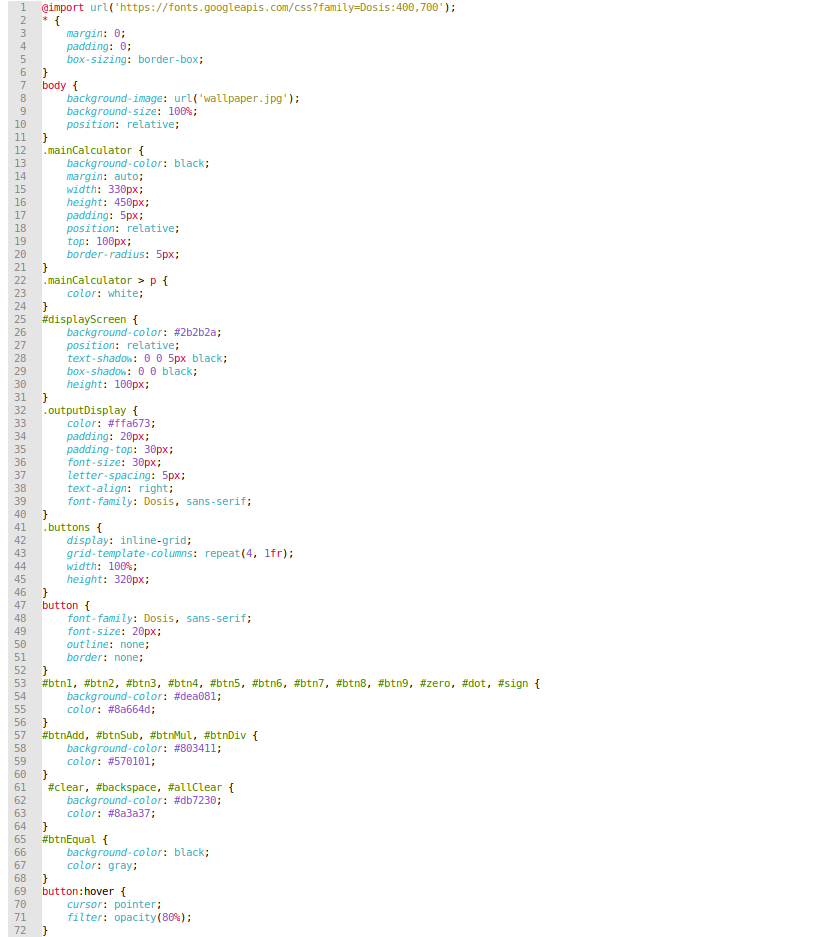 1 @import url('https://fonts.googleapis.com/css?family=Dosis:400,700');
2 * {
3     margin: 0;
4     padding: 0;
5     box-sizing: border-box;
6 }
7 body {
8     background-image: url('wallpaper.jpg');
9     background-size: 100%;
10     position: relative;
11 }
12 .mainCalculator {
13     background-color: black;
14     margin: auto;
15     width: 330px;
16     height: 450px;
17     padding: 5px;
18     position: relative;
19     top: 100px;
20     border-radius: 5px;
21 }
22 .mainCalculator > p {
23     color: white;
24 }
25 #displayScreen {
26     background-color: #2b2b2a;
27     position: relative;
28     text-shadow: 0 0 5px black;
29     box-shadow: 0 0 black;
30     height: 100px;
31 }
32 .outputDisplay {
33     color: #ffa673;
34     padding: 20px;
35     padding-top: 30px;
36     font-size: 30px;
37     letter-spacing: 5px;
38     text-align: right;
39     font-family: Dosis, sans-serif;
40 }
41 .buttons {
42     display: inline-grid;
43     grid-template-columns: repeat(4, 1fr);
44     width: 100%;
45     height: 320px;
46 }
47 button {
48     font-family: Dosis, sans-serif;
49     font-size: 20px;
50     outline: none;
51     border: none;
52 }
53 #btn1, #btn2, #btn3, #btn4, #btn5, #btn6, #btn7, #btn8, #btn9, #zero, #dot, #sign {
54     background-color: #dea081;
55     color: #8a664d;
56 }
57 #btnAdd, #btnSub, #btnMul, #btnDiv {
58     background-color: #803411;
59     color: #570101;
60 }
61  #clear, #backspace, #allClear {
62     background-color: #db7230;
63     color: #8a3a37;
64 }
65 #btnEqual {
66     background-color: black;
67     color: gray;
68 }
69 button:hover {
70     cursor: pointer;
71     filter: opacity(80%);
72 }